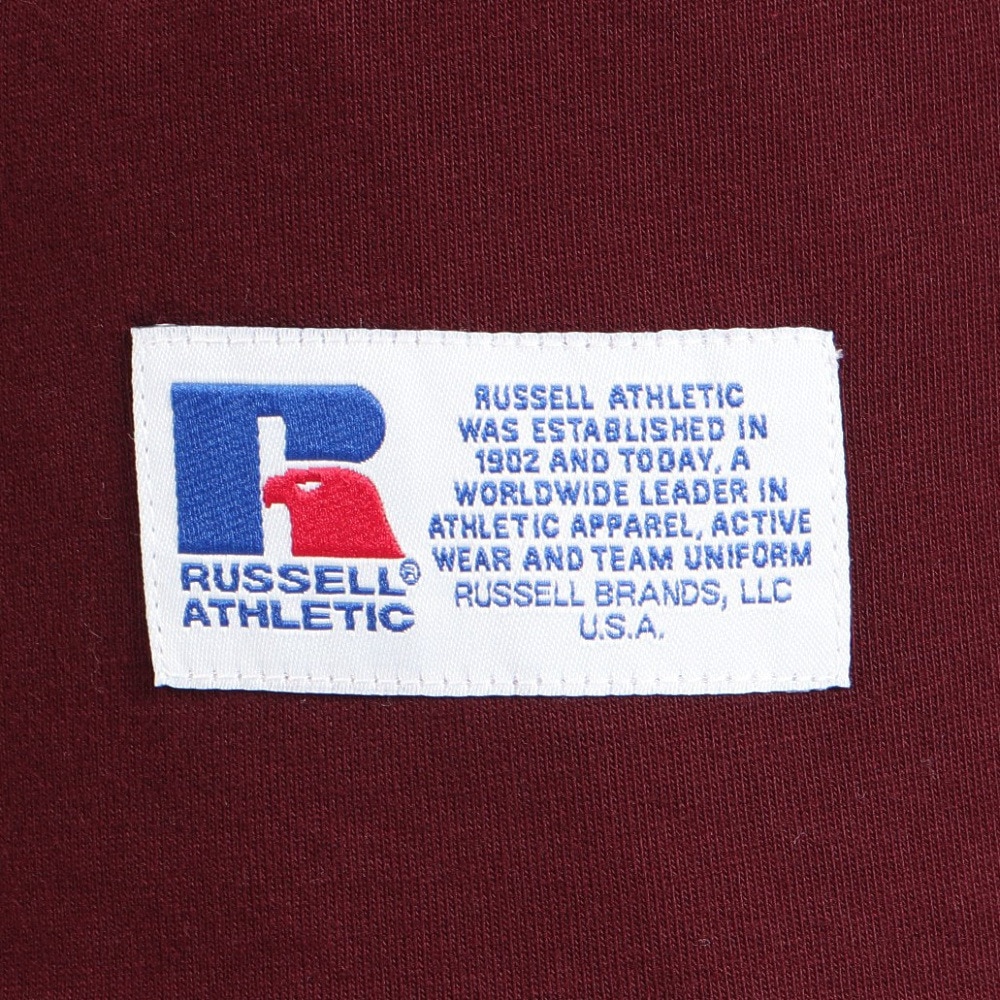 R
RUSSELL®
ATHLETIC
RUSSELL ATHLETIC
WAS ESTABLISHED IN
1902 AND TODAY, A
WORLDWIDE LEADER IN
ATHLETIC APPAREL, ACTIVE
WEAR AND TEAM UNIFORM
RUSSELL BRANDS, LLC
U.S.A.